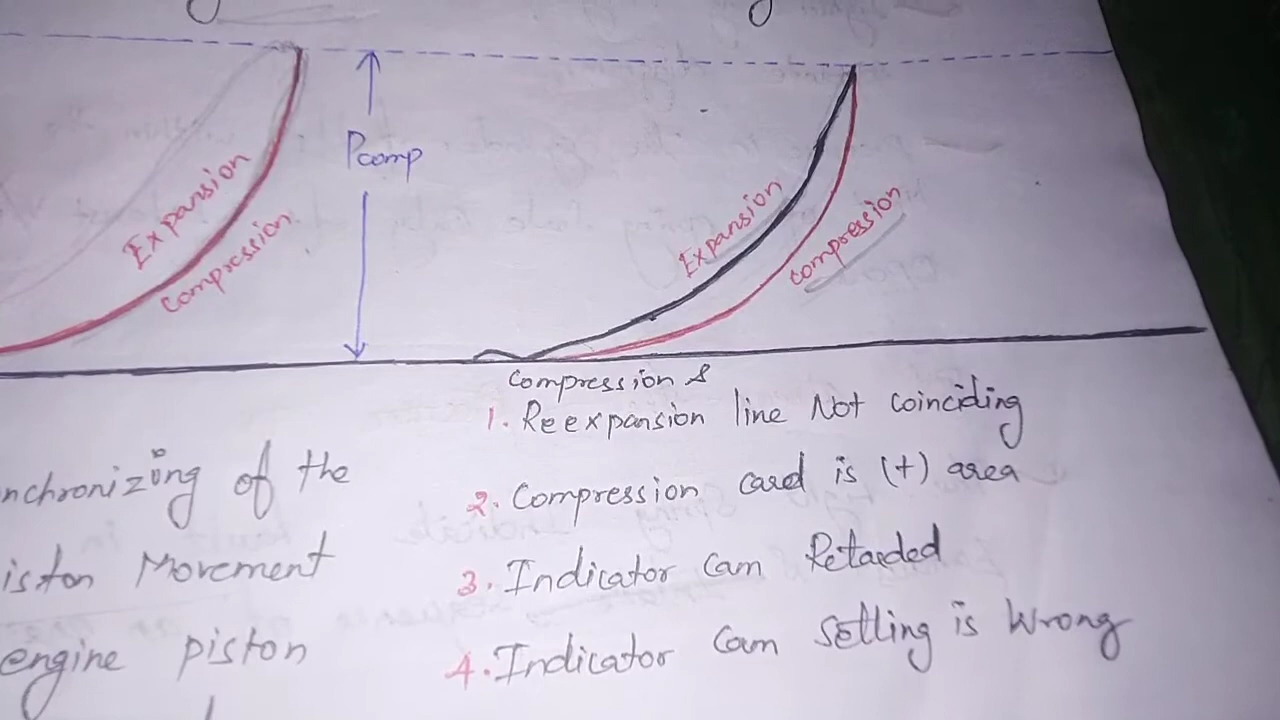 Expansion
Compression
Pcomp
Expansion
compression
nchronizing of the
iston Movement
engine piston
Compression &
1. Reexpansion line Not coinciding
2. Compression card is (+) area
3. Indicator Cam Retarded
4. Indicator Cam Setting is Wrong